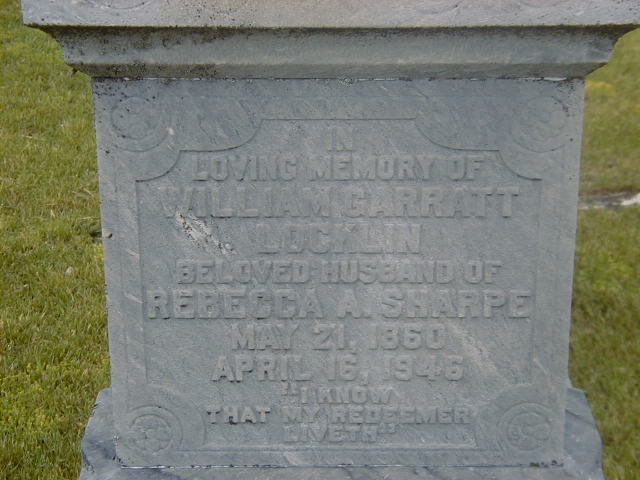 IN
LOVING MEMORY OF
WILLIAM GARRATT
LOCKLIN
BELOVED HUSBAND OF
REBECCA A. SHARPE
MAY 21, 1860
APRIL 16, 1946
"I KNOW
THAT MY REDEEMER
LIVETH"